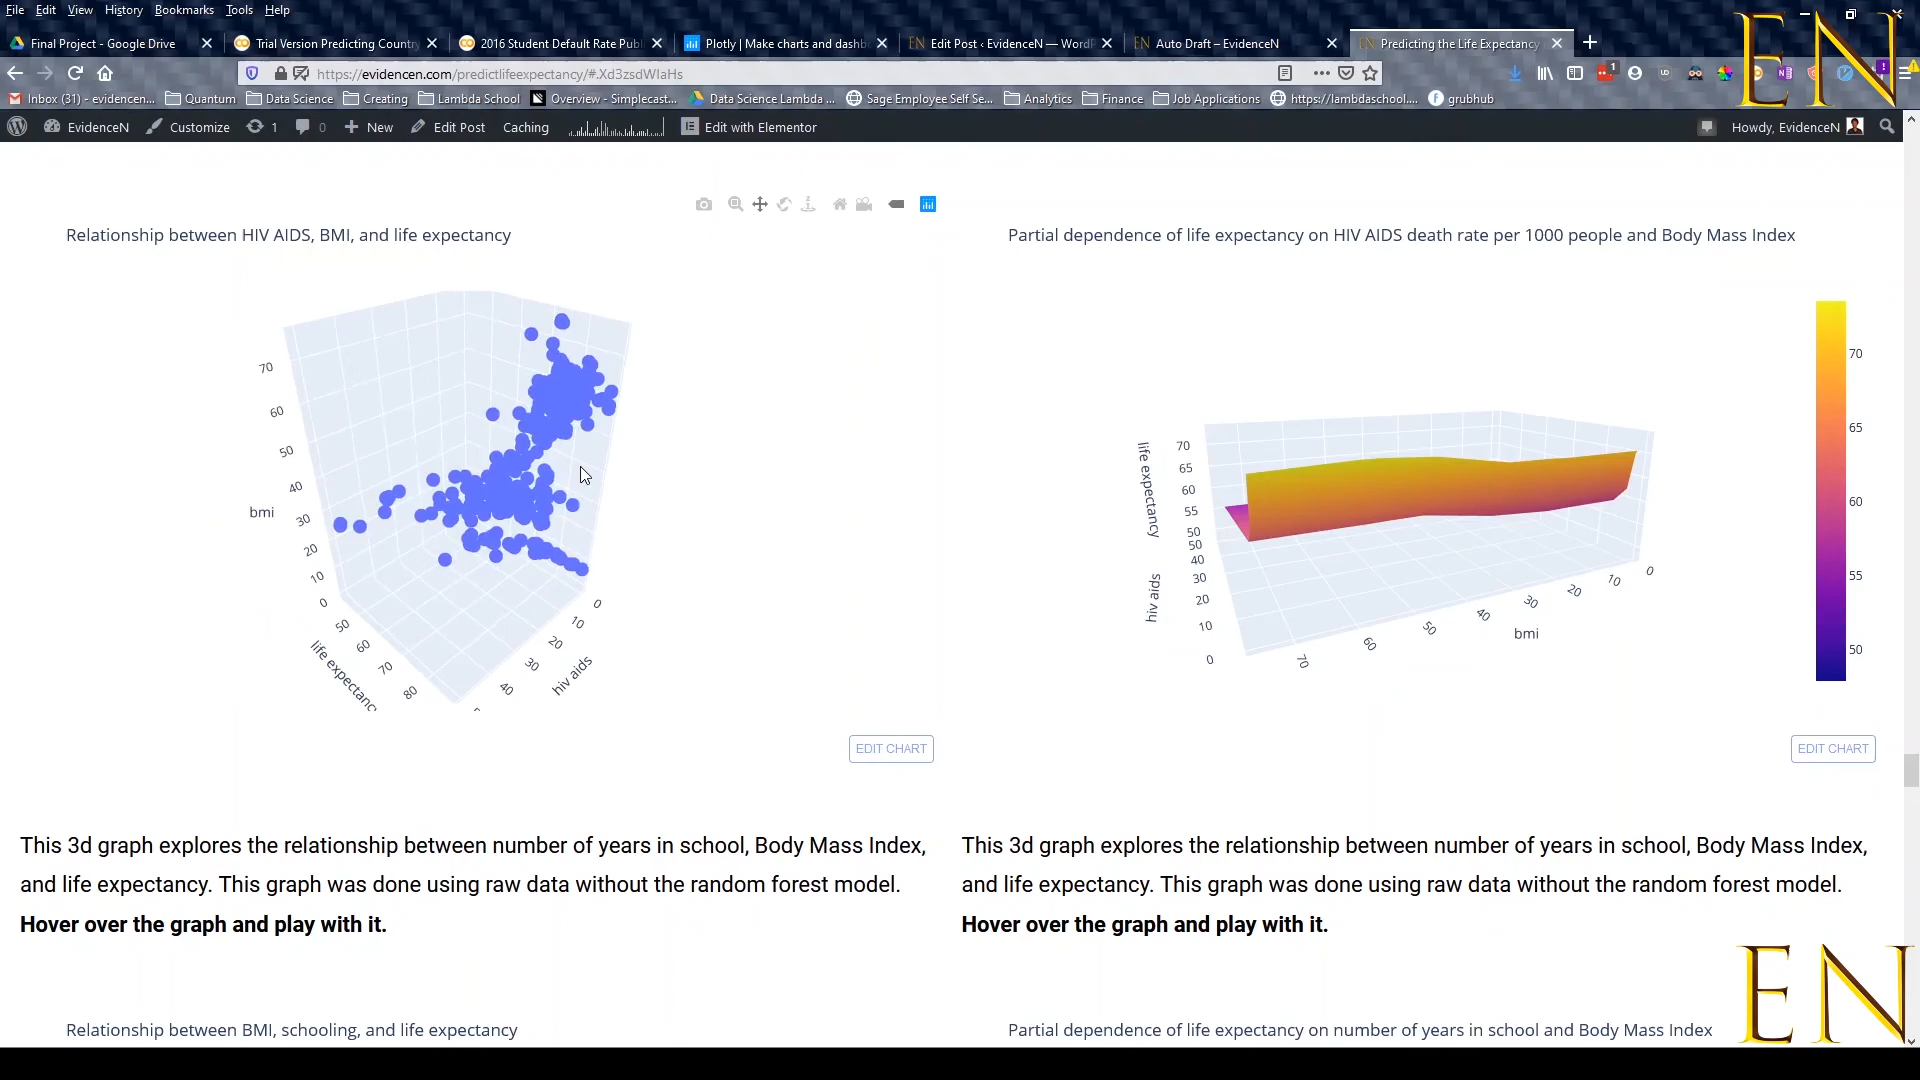 File Edit View History Bookmarks Tools Help
Final Project - Google Drive
Trial Version Predicting Countr
2016 Student Default Rate Publ
Plotly | Make charts and dashb
Edit Post ‹ EvidenceN — WordP
Auto Draft – EvidenceN
Predicting the Life Expectancy
https://evidencen.com/predictlifeexpectancy/#.Xd3zsdWIaHs
Inbox (31) - evidencen... Quantum Data Science Creating Lambda School Overview - Simplecast... Data Science Lambda ... Sage Employee Self Se... Analytics Finance Job Applications https://lambdaschool.... grubhub
EvidenceN Customize 1 0 New Edit Post Caching Edit with Elementor Howdy, EvidenceN
EN
Relationship between HIV AIDS, BMI, and life expectancy
70
60
50
40
30
20
10
0
bmi
50
60
70
80
life expectanc
0
10
20
30
40
hiv aids
EDIT CHART
Partial dependence of life expectancy on HIV AIDS death rate per 1000 people and Body Mass Index
life expectancy
70
65
60
55
50
hiv aids
50
40
30
20
10
0
70
60
50
40
30
20
10
0
bmi
70
65
60
55
50
EDIT CHART
This 3d graph explores the relationship between number of years in school, Body Mass Index,
and life expectancy. This graph was done using raw data without the random forest model.
Hover over the graph and play with it.
This 3d graph explores the relationship between number of years in school, Body Mass Index,
and life expectancy. This graph was done using raw data without the random forest model.
Hover over the graph and play with it.
Relationship between BMI, schooling, and life expectancy
Partial dependence of life expectancy on number of years in school and Body Mass Index
EN